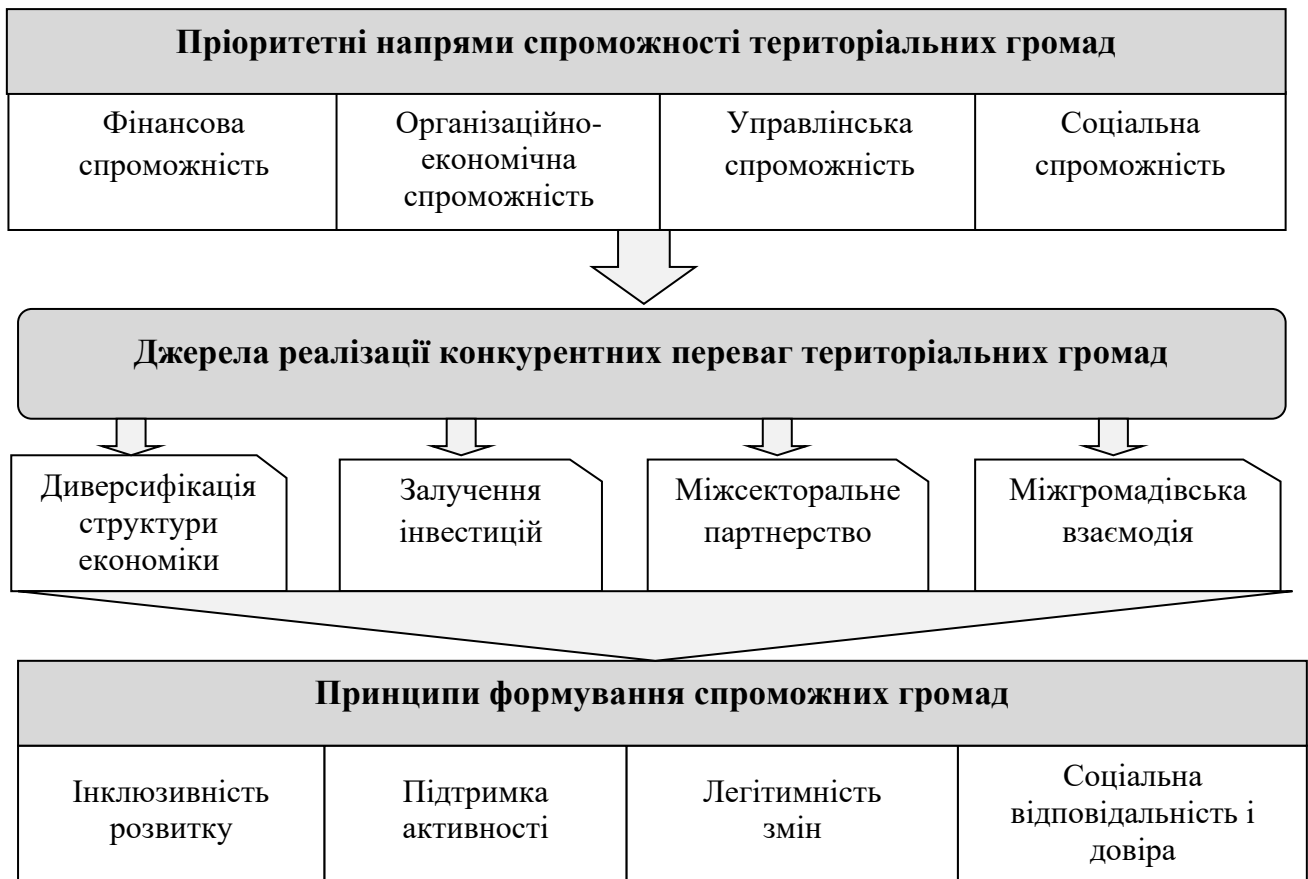 Пріоритетні напрями спроможності територіальних громад
Фінансова
спроможність
Організаційно-
економічна
спроможність
Управлінська
спроможність
Соціальна
спроможність
Джерела реалізації конкурентних переваг територіальних громад
Диверсифікація
структури
економіки
Залучення
інвестицій
Міжсекторальне
партнерство
Міжгромадівська
взаємодія
Принципи формування спроможних громад
Інклюзивність
розвитку
Підтримка
активності
Легітимність
змін
Соціальна
відповідальність і
довіра